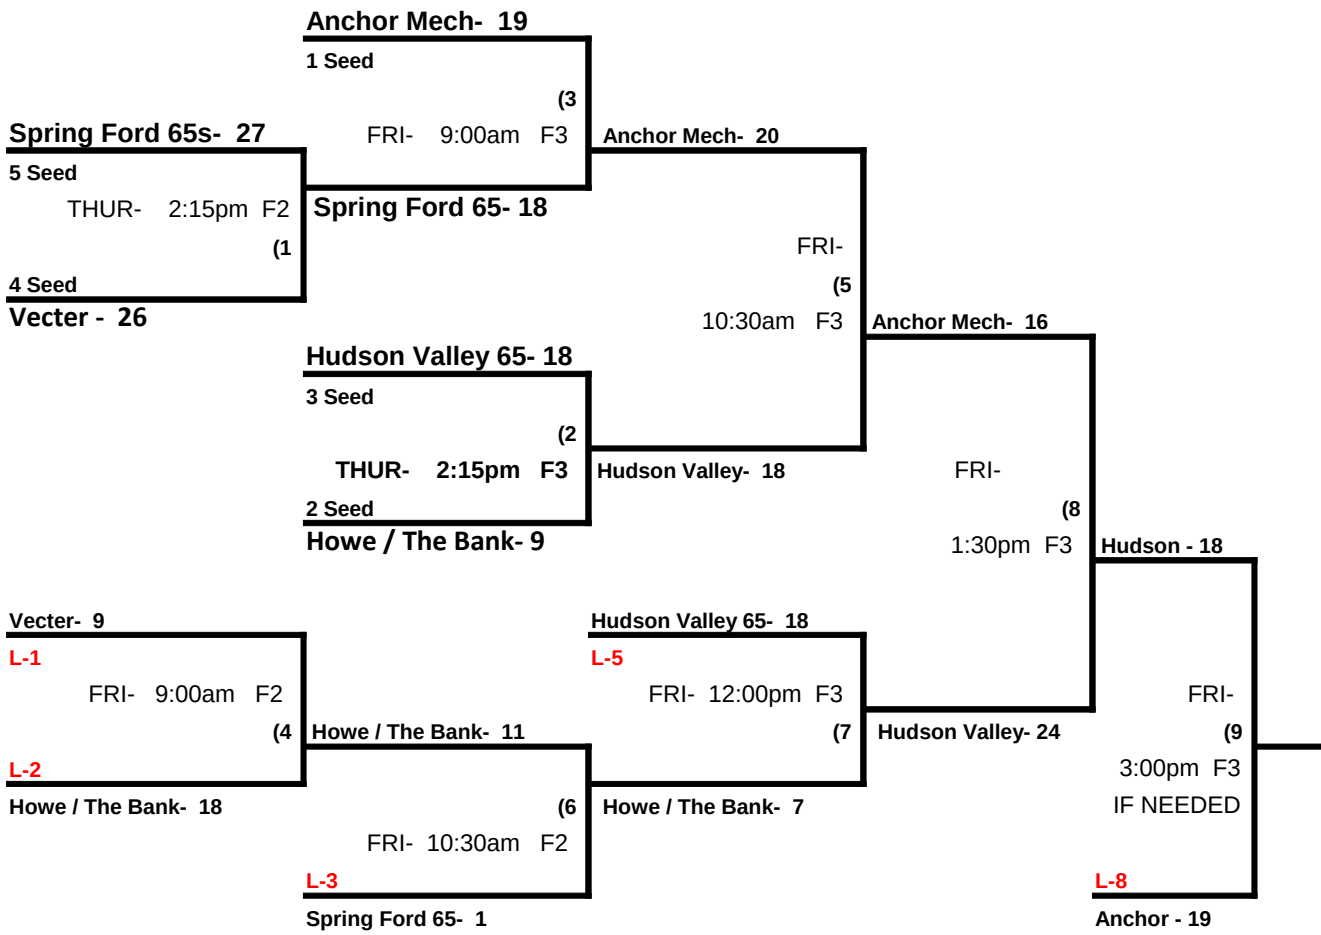 Anchor Mech- 19
1 Seed
(3
Spring Ford 65s- 27
FRI- 9:00am F3
Anchor Mech- 20
5 Seed
THUR- 2:15pm F2
Spring Ford 65- 18
(1
FRI-
4 Seed
(5
Vecter - 26
10:30am F3
Anchor Mech- 16
Hudson Valley 65- 18
3 Seed
(2
THUR- 2:15pm F3
Hudson Valley- 18
FRI-
2 Seed
(8
Howe / The Bank- 9
1:30pm F3
Hudson - 18
Vecter- 9
Hudson Valley 65- 18
L-1
L-5
FRI- 9:00am F2
FRI- 12:00pm F3
FRI-
(4
Howe / The Bank- 11
(7
Hudson Valley- 24
(9
L-2
3:00pm F3
Howe / The Bank- 18
(6
Howe / The Bank- 7
IF NEEDED
FRI- 10:30am F2
L-3
L-8
Spring Ford 65- 1
Anchor - 19